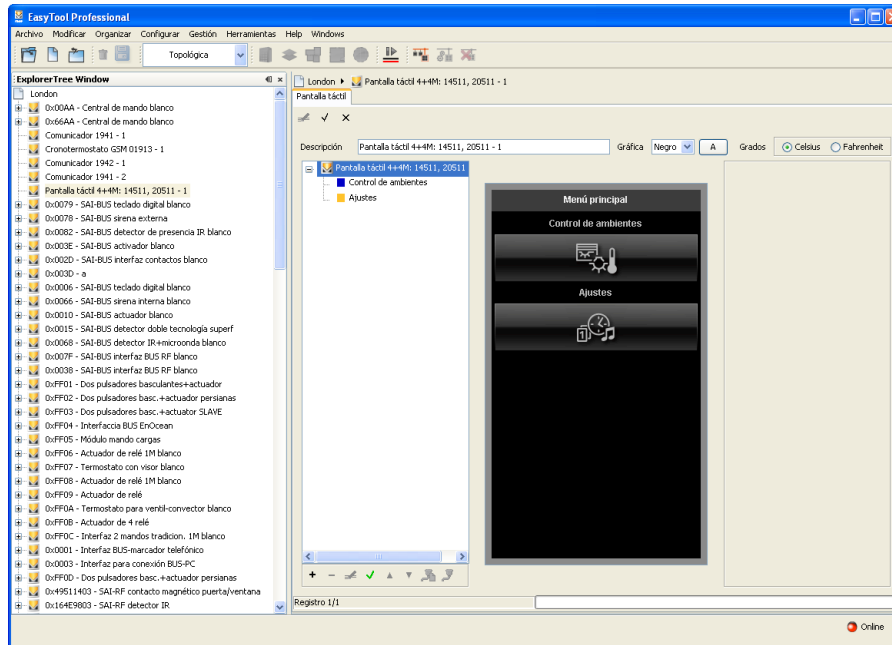 EasyTool Professional
Archivo Modificar Organizar Configurar Gestión Herramientas Help Windows
Topológica
ExplorerTree Window
London
0x00AA - Central de mando blanco
0x66AA - Central de mando blanco
Comunicador 1941 - 1
Cronotermostato GSM 01913 - 1
Comunicador 1942 - 1
Comunicador 1941 - 2
Pantalla táctil 4+4M: 14511, 20511 - 1
0x0079 - SAI-BUS teclado digital blanco
0x0078 - SAI-BUS sirena externa
0x0082 - SAI-BUS detector de presencia IR blanco
0x003E - SAI-BUS activador blanco
0x002D - SAI-BUS interfaz contactos blanco
0x003D - a
0x0006 - SAI-BUS teclado digital blanco
0x0066 - SAI-BUS sirena interna blanco
0x0010 - SAI-BUS actuador blanco
0x0015 - SAI-BUS detector doble tecnología superf
0x0068 - SAI-BUS detector IR+microonda blanco
0x007F - SAI-BUS interfaz BUS RF blanco
0x0038 - SAI-BUS interfaz BUS RF blanco
0xFF01 - Dos pulsadores basculantes+actuador
0xFF02 - Dos pulsadores basc.+actuador persianas
0xFF03 - Dos pulsadores basc.+actuator SLAVE
0xFF04 - Interfaccia BUS EnOcean
0xFF05 - Módulo mando cargas
0xFF06 - Actuador de relé 1M blanco
0xFF07 - Termostato con visor blanco
0xFF08 - Actuador de relé 1M blanco
0xFF09 - Actuador de relé
0xFF0A - Termostato para ventil-convector blanco
0xFF0B - Actuador de 4 relé
0xFF0C - Interfaz 2 mandos tradicion. 1M blanco
0x0001 - Interfaz BUS-marcador telefónico
0x0003 - Interfaz para conexión BUS-PC
0xFF0D - Dos pulsadores basc.+actuador persianas
0x49511403 - SAI-RF contacto magnético puerta/ventana
0x164E9803 - SAI-RF detector IR
London Pantalla táctil 4+4M: 14511, 20511 - 1
Pantalla táctil
Descripción Pantalla táctil 4+4M: 14511, 20511 - 1 Gráfica Negro A Grados Celsius Fahrenheit
Pantalla táctil 4+4M: 14511, 20511
Control de ambientes
Ajustes
Menú principal
Control de ambientes
Ajustes
1
Registro 1/1
Online